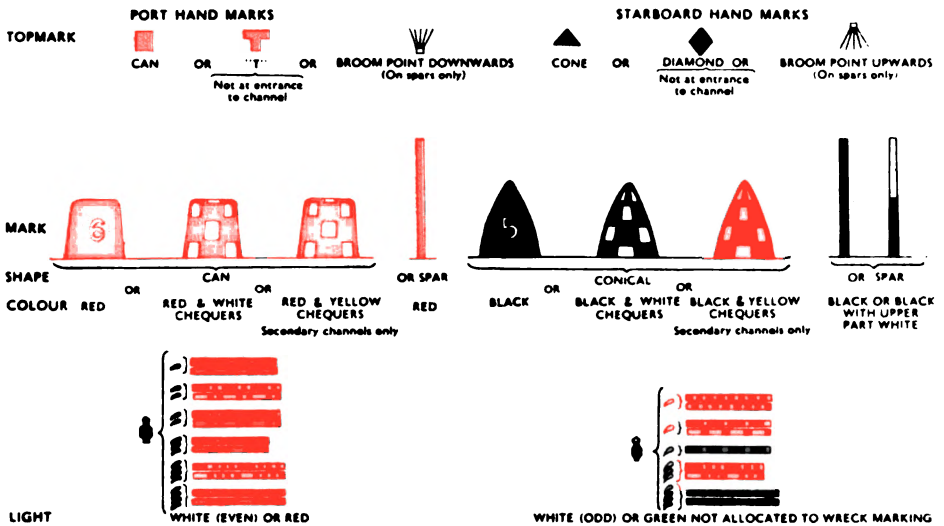 PORT HAND MARKS
STARBOARD HAND MARKS
TOPMARK
CAN OR "T" OR BROOM POINT DOWNWARDS
(On spars only)
Not at entrance
to channel
CONE OR DIAMOND OR BROOM POINT UPWARDS
(On spars only)
Not at entrance
to channel
6
5
MARK
SHAPE
CAN
OR SPAR
CONICAL
OR SPAR
OR
OR
OR
OR
COLOUR
RED
RED & WHITE
CHEQUERS
RED & YELLOW
CHEQUERS
Secondary channels only
RED
BLACK
BLACK & WHITE
CHEQUERS
BLACK & YELLOW
CHEQUERS
Secondary channels only
BLACK OR BLACK
WITH UPPER
PART WHITE
LIGHT
WHITE (EVEN) OR RED
WHITE (ODD) OR GREEN NOT ALLOCATED TO WRECK MARKING